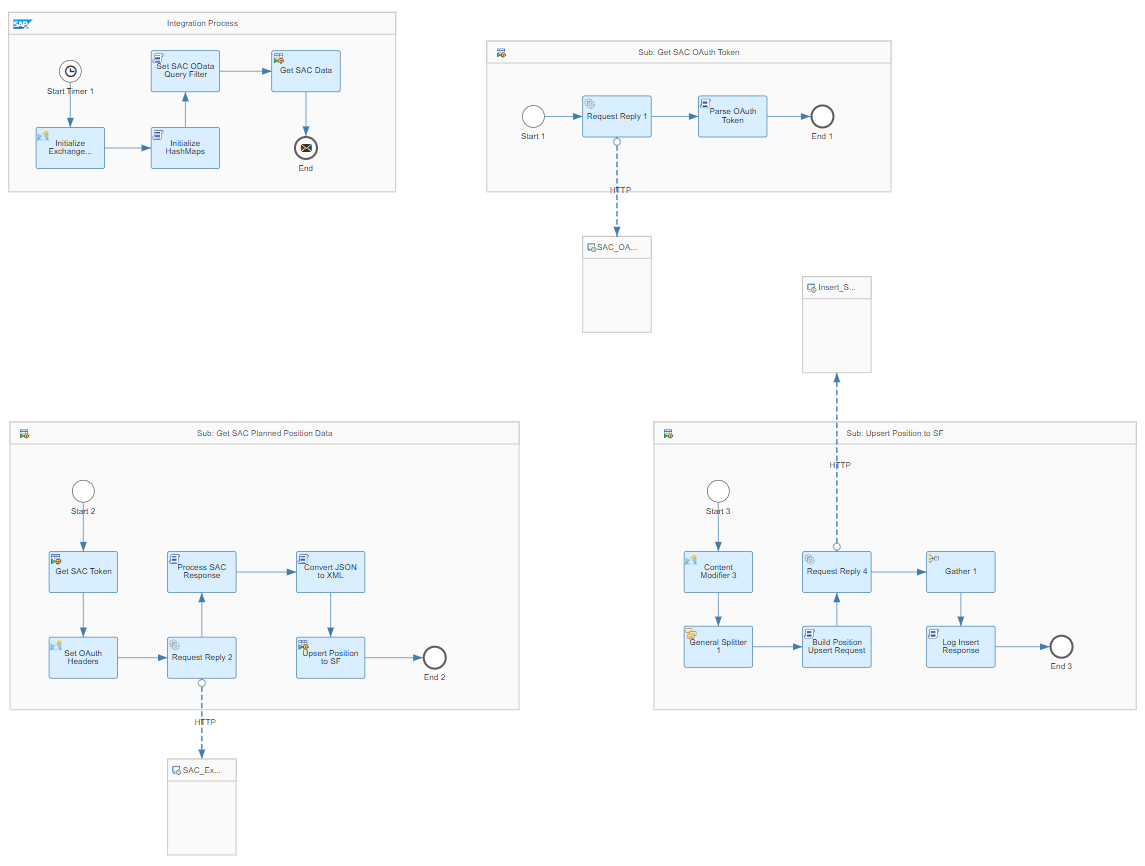 SAP
Integration Process
Start Timer 1
Initialize
Exchange...
Initialize
HashMaps
Set SAC OData
Query Filter
Get SAC Data
End
Sub: Get SAC OAuth Token
Start 1
Request Reply 1
Parse OAuth
Token
End 1
HTTP
SAC_OA...
Insert_S...
Sub: Get SAC Planned Position Data
Start 2
Get SAC Token
Set OAuth
Headers
Request Reply 2
Process SAC
Response
Convert JSON
to XML
Upsert Position
to SF
End 2
HTTP
SAC_Ex...
Sub: Upsert Position to SF
HTTP
Start 3
Content
Modifier 3
General Splitter
1
Build Position
Upsert Request
Request Reply 4
Gather 1
Log Insert
Response
End 3